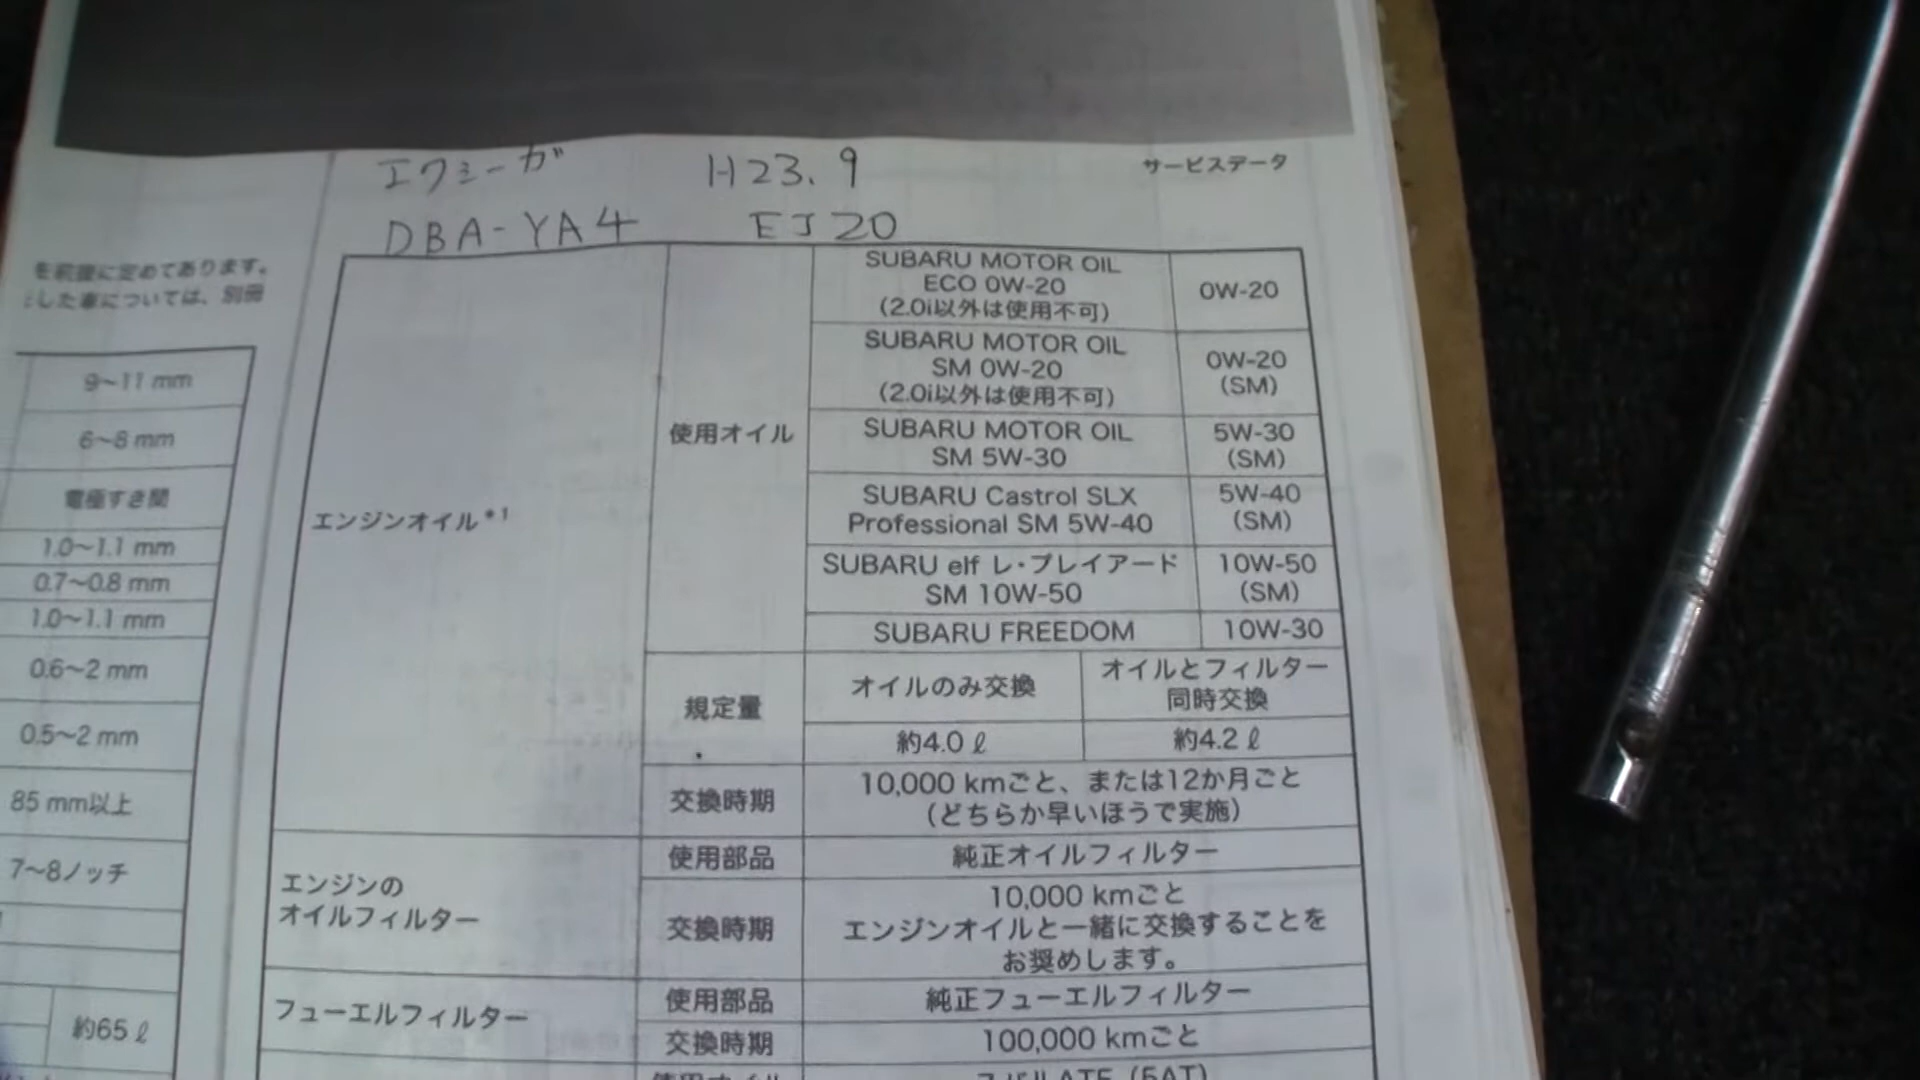 エクシーガ H23.9
サービスデータ
DBA-YA4 EJ20
を前提に定めてあります。
した車については、別冊
9〜11 mm
6〜8 mm
電極すき間
1.0〜1.1 mm
0.7〜0.8 mm
1.0〜1.1 mm
0.6〜2 mm
0.5〜2 mm
85 mm以上
7〜8ノッチ
約65ℓ
エンジンオイル*1
使用オイル
SUBARU MOTOR OIL
ECO 0W-20
(2.0i以外は使用不可)
0W-20
SUBARU MOTOR OIL
SM 0W-20
(2.0i以外は使用不可)
0W-20
(SM)
SUBARU MOTOR OIL
SM 5W-30
5W-30
(SM)
SUBARU Castrol SLX
Professional SM 5W-40
5W-40
(SM)
SUBARU elf レ・プレイアード
SM 10W-50
10W-50
(SM)
SUBARU FREEDOM
10W-30
規定量
オイルのみ交換
オイルとフィルター
同時交換
約4.0ℓ
約4.2ℓ
交換時期
10,000 kmごと、または12か月ごと
(どちらか早いほうで実施)
エンジンの
オイルフィルター
使用部品
純正オイルフィルター
交換時期
10,000 kmごと
エンジンオイルと一緒に交換することを
お奨めします。
フューエルフィルター
使用部品
純正フューエルフィルター
交換時期
100,000 kmごと
使用オイル
スバルATF (5AT)